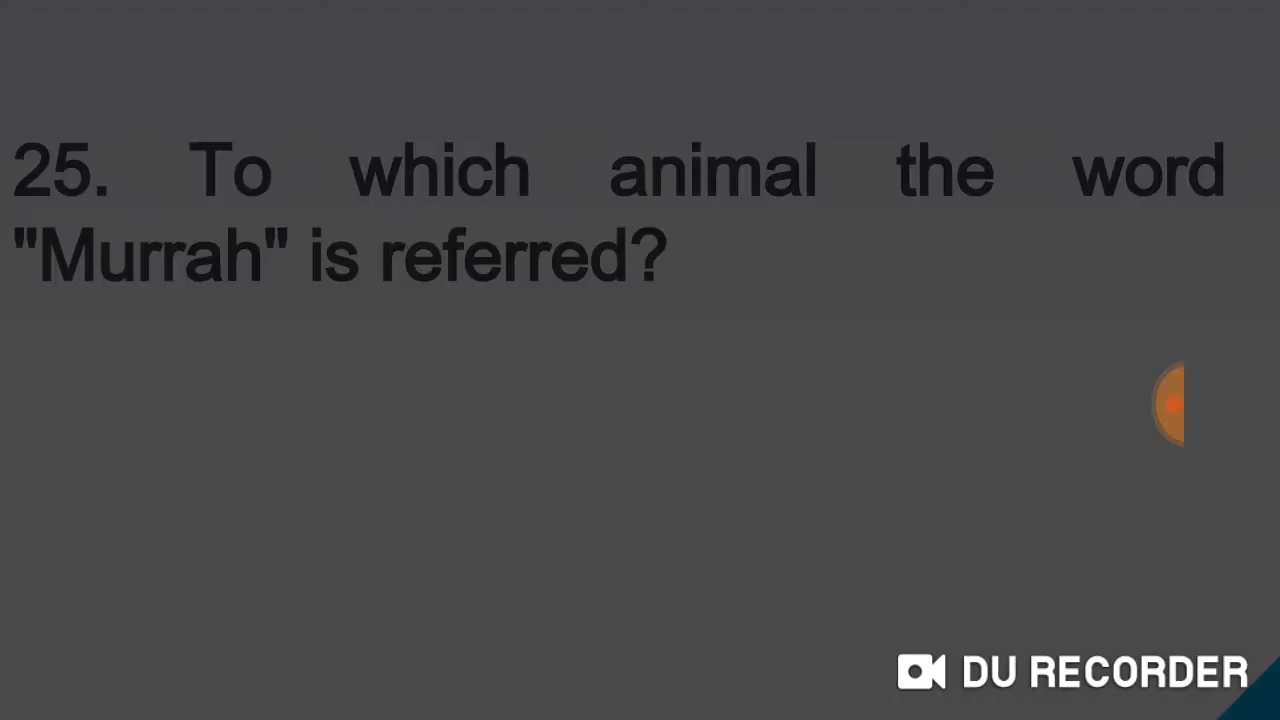 25. To which animal the word
"Murrah" is referred?
DU RECORDER